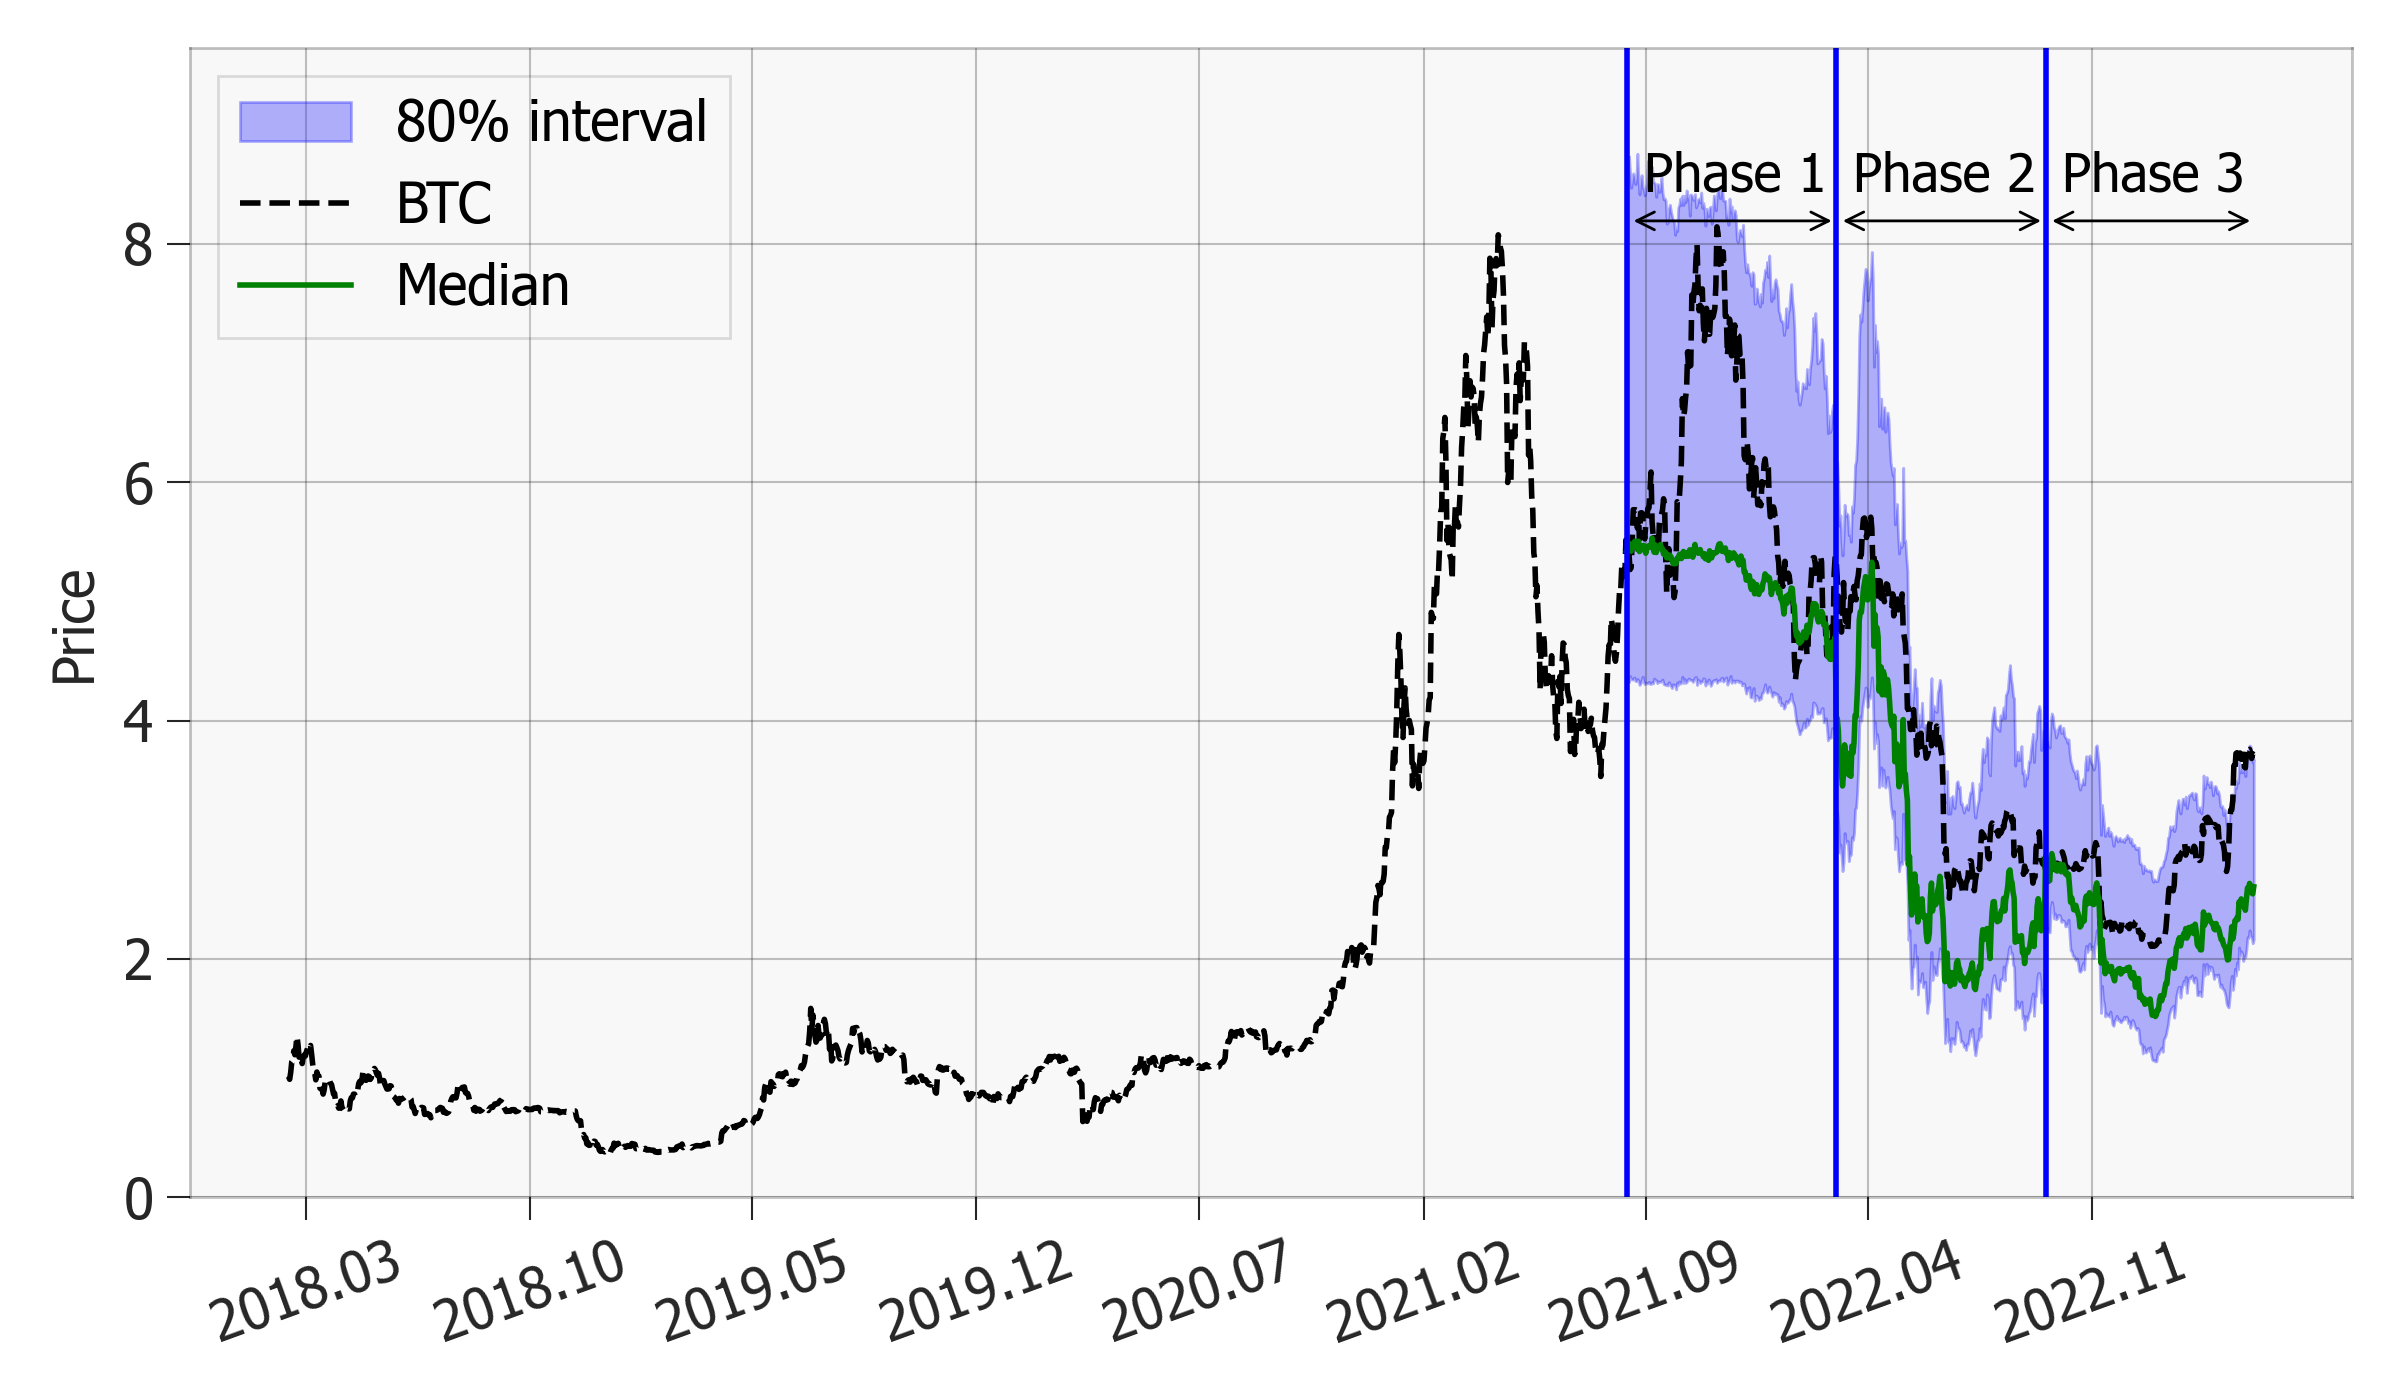 80% interval
BTC
Median
Phase 1
Phase 2
Phase 3
Price
8
6
4
2
0
2018.03
2018.10
2019.05
2019.12
2020.07
2021.02
2021.09
2022.04
2022.11